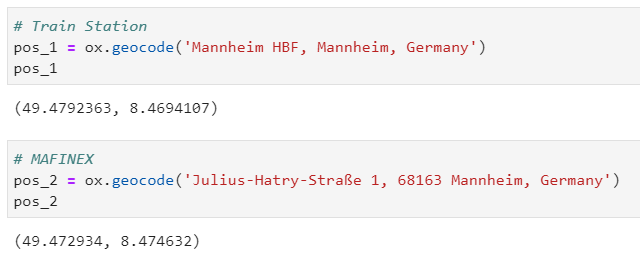 # Train Station
pos_1 = ox.geocode('Mannheim HBF, Mannheim, Germany')
pos_1
(49.4792363, 8.4694107)
# MAFINEX
pos_2 = ox.geocode('Julius-Hatry-Straße 1, 68163 Mannheim, Germany')
pos_2
(49.472934, 8.474632)